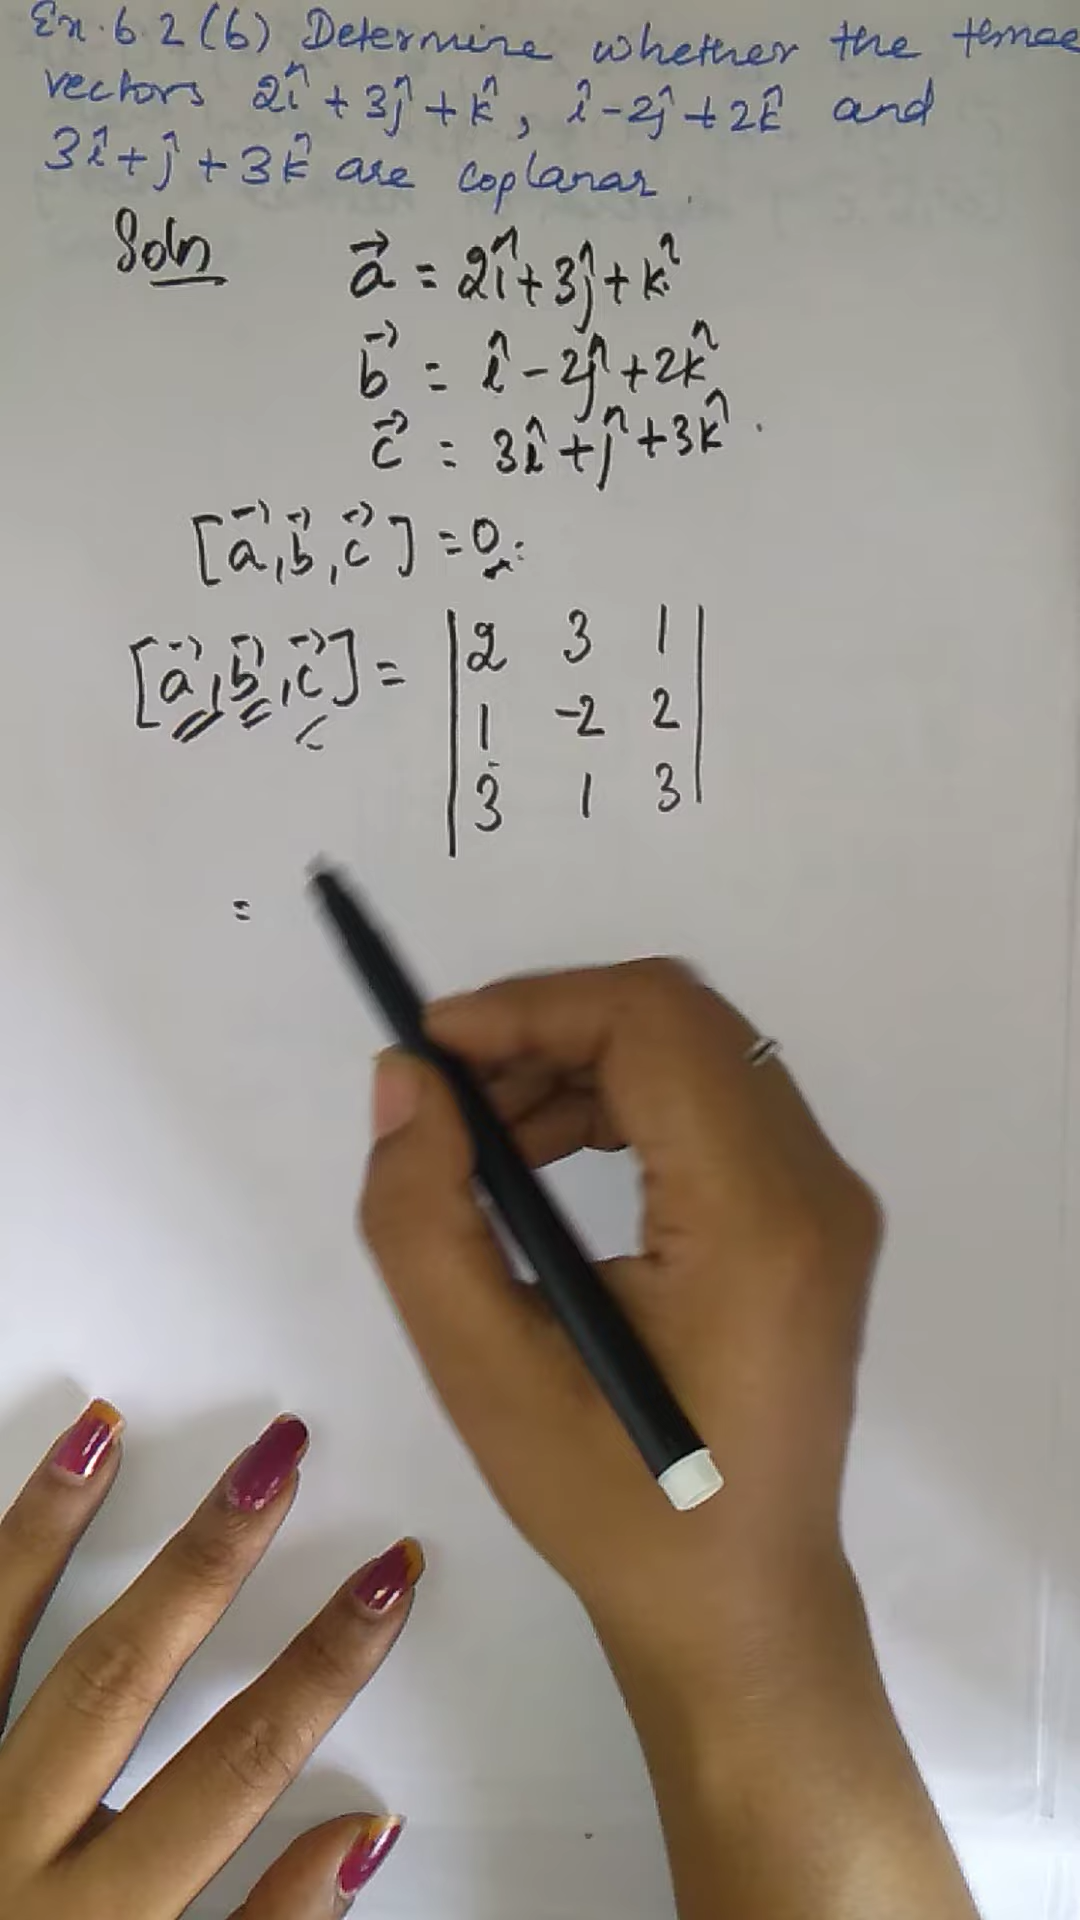 Ex.6.2(6) Determine whether the three
vectors 2î + 3ĵ + k̂, î - 2ĵ + 2k̂ and
3î + ĵ + 3k̂ are coplanar.
Soln
a⃗ = 2î + 3ĵ + k̂
b⃗ = î - 2ĵ + 2k̂
c⃗ = 3î + ĵ + 3k̂.
[a⃗, b⃗, c⃗] = 0.
[a⃗, b⃗, c⃗] = | 2 3 1 |
| 1 -2 2 |
| 3 1 3 |
=